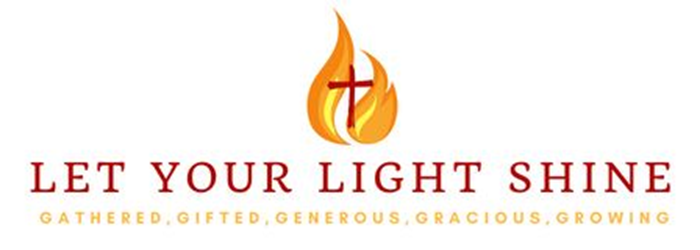 LET YOUR LIGHT SHINE
GATHERED,GIFTED,GENEROUS,GRACIOUS,GROWING